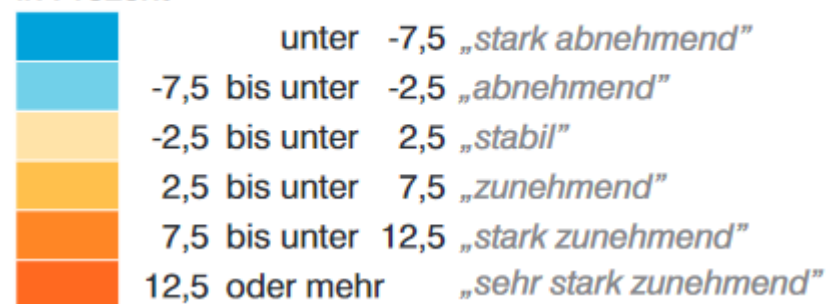 unter -7,5 „stark abnehmend”
-7,5 bis unter -2,5 „abnehmend”
-2,5 bis unter 2,5 „stabil”
2,5 bis unter 7,5 „zunehmend”
7,5 bis unter 12,5 „stark zunehmend”
12,5 oder mehr „sehr stark zunehmend”